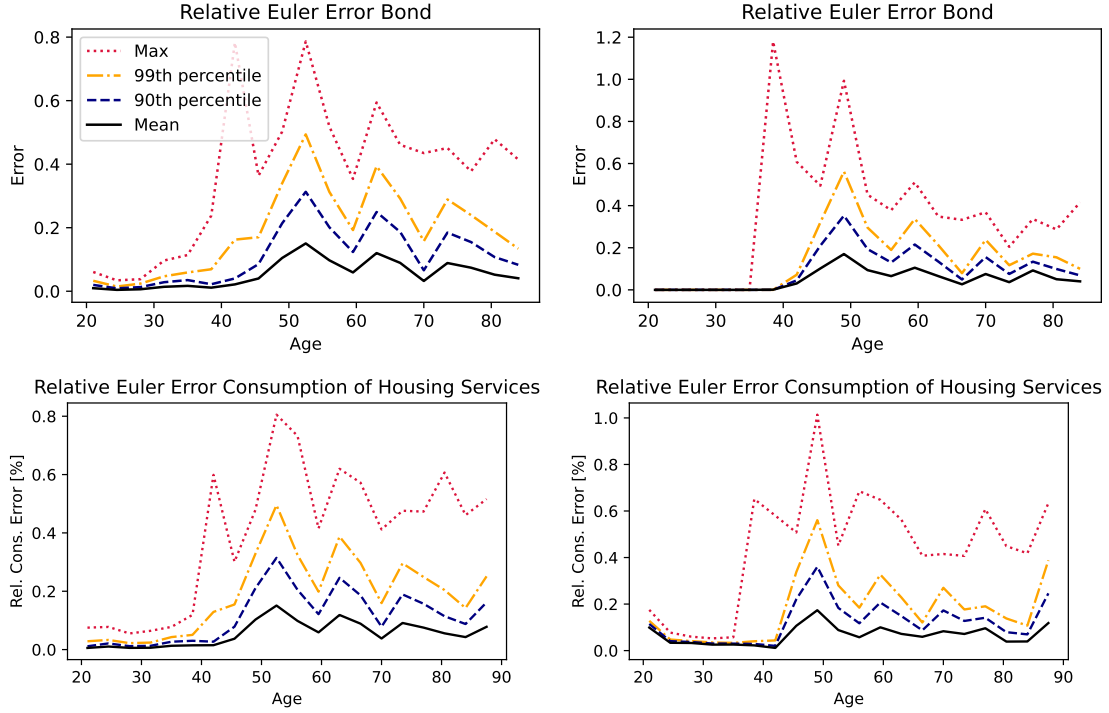 Relative Euler Error Bond
0.8
0.6
0.4
0.2
0.0
Error
Max
99th percentile
90th percentile
Mean
20 30 40 50 60 70 80
Age
Relative Euler Error Bond
1.2
1.0
0.8
0.6
0.4
0.2
0.0
Error
20 30 40 50 60 70 80
Age
Relative Euler Error Consumption of Housing Services
0.8
0.6
0.4
0.2
0.0
Rel. Cons. Error [%]
20 30 40 50 60 70 80 90
Age
Relative Euler Error Consumption of Housing Services
1.0
0.8
0.6
0.4
0.2
0.0
Rel. Cons. Error [%]
20 30 40 50 60 70 80 90
Age